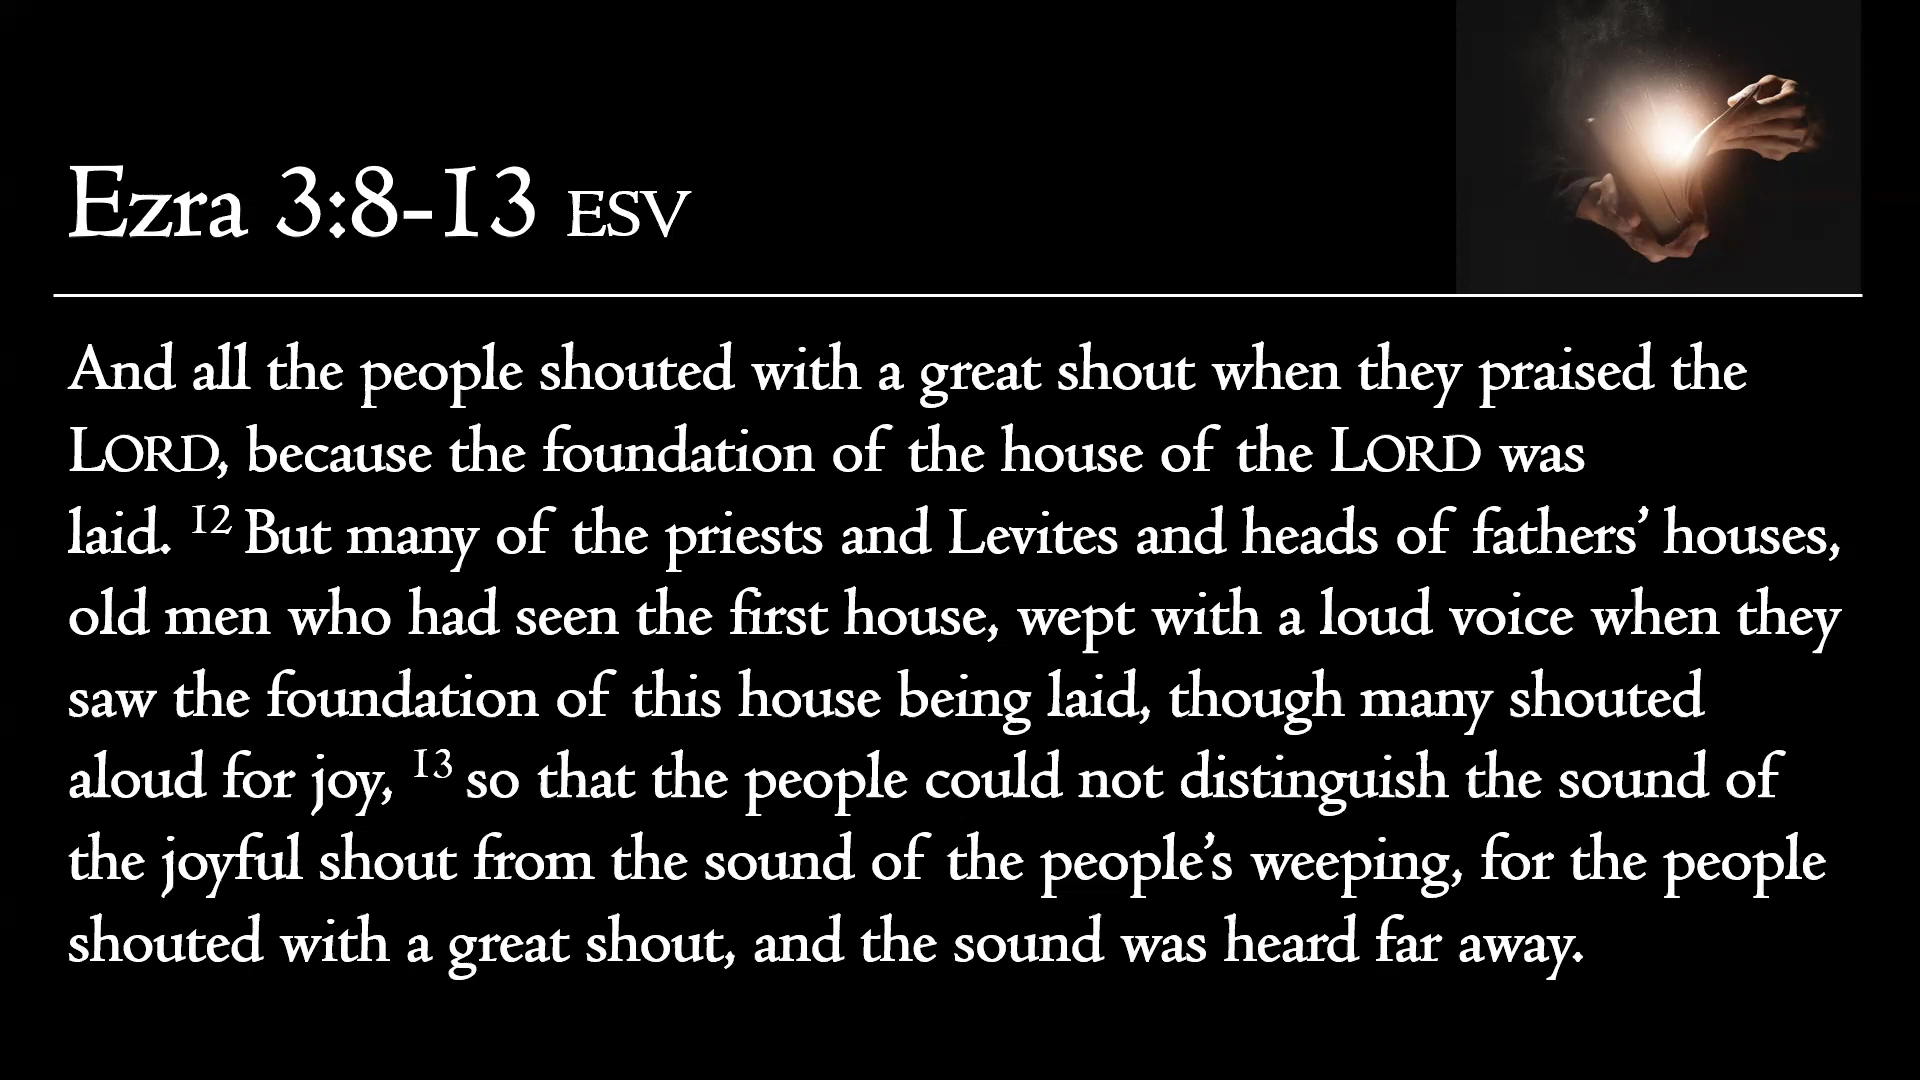 Ezra 3:8-13 ESV
And all the people shouted with a great shout when they praised the
LORD, because the foundation of the house of the LORD was
laid. 12 But many of the priests and Levites and heads of fathers’ houses,
old men who had seen the first house, wept with a loud voice when they
saw the foundation of this house being laid, though many shouted
aloud for joy, 13 so that the people could not distinguish the sound of
the joyful shout from the sound of the people’s weeping, for the people
shouted with a great shout, and the sound was heard far away.